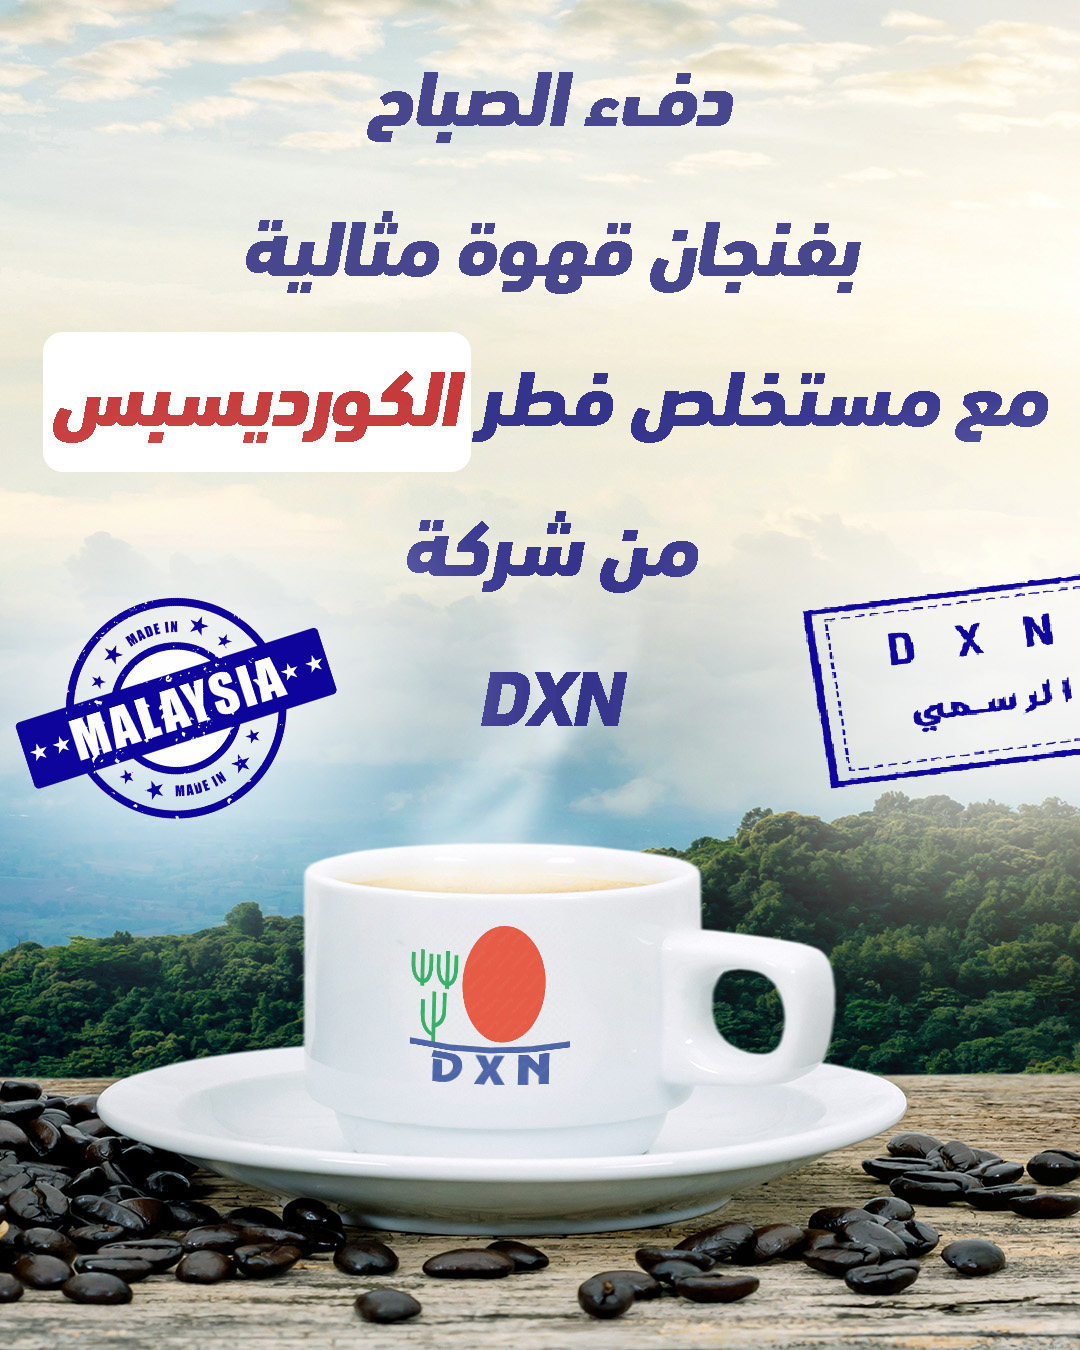 دفء الصباح
بفنجان قهوة مثالية
مع مستخلص فطر الكورديسبس
من شركة
DXN
MADE IN
MALAYSIA
MADE IN
D X N
الرسمي
DXN